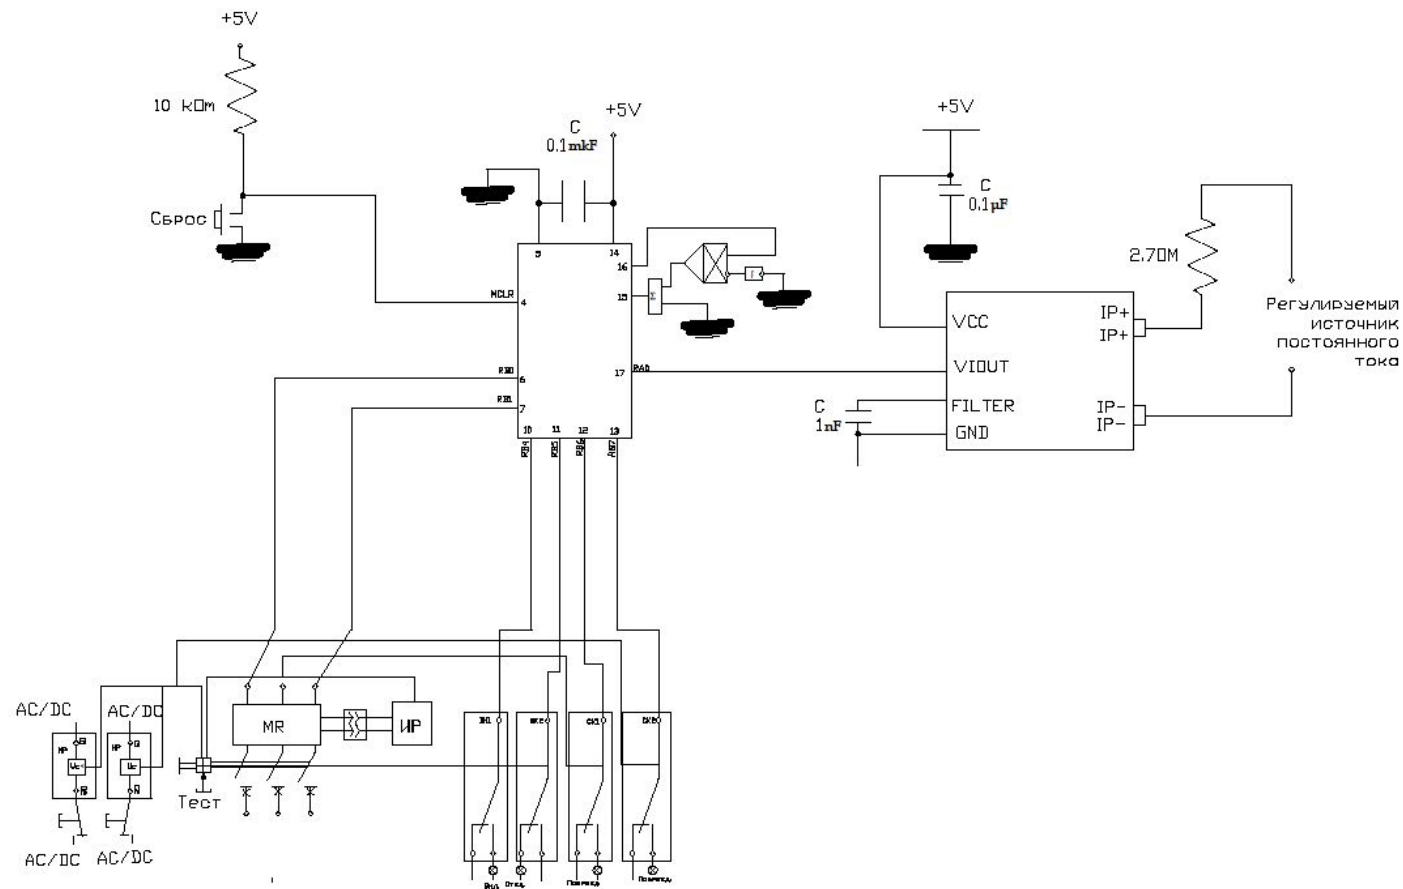 +5V
10 кОм
Сброс
C
0.1mkF
+5V
+5V
C
0.1µF
2.7ОМ
Регулируемый
источник
постоянного
тока
5
14
16
15
MCLR
4
RB0
6
RB1
7
17
RA0
10
11
12
13
RB4
RB5
RB6
RB7
VCC
VIOUT
FILTER
GND
IP+
IP+
IP-
IP-
C
1nF
AC/DC
AC/DC
MR
ИР
Тест
AC/DC
AC/DC